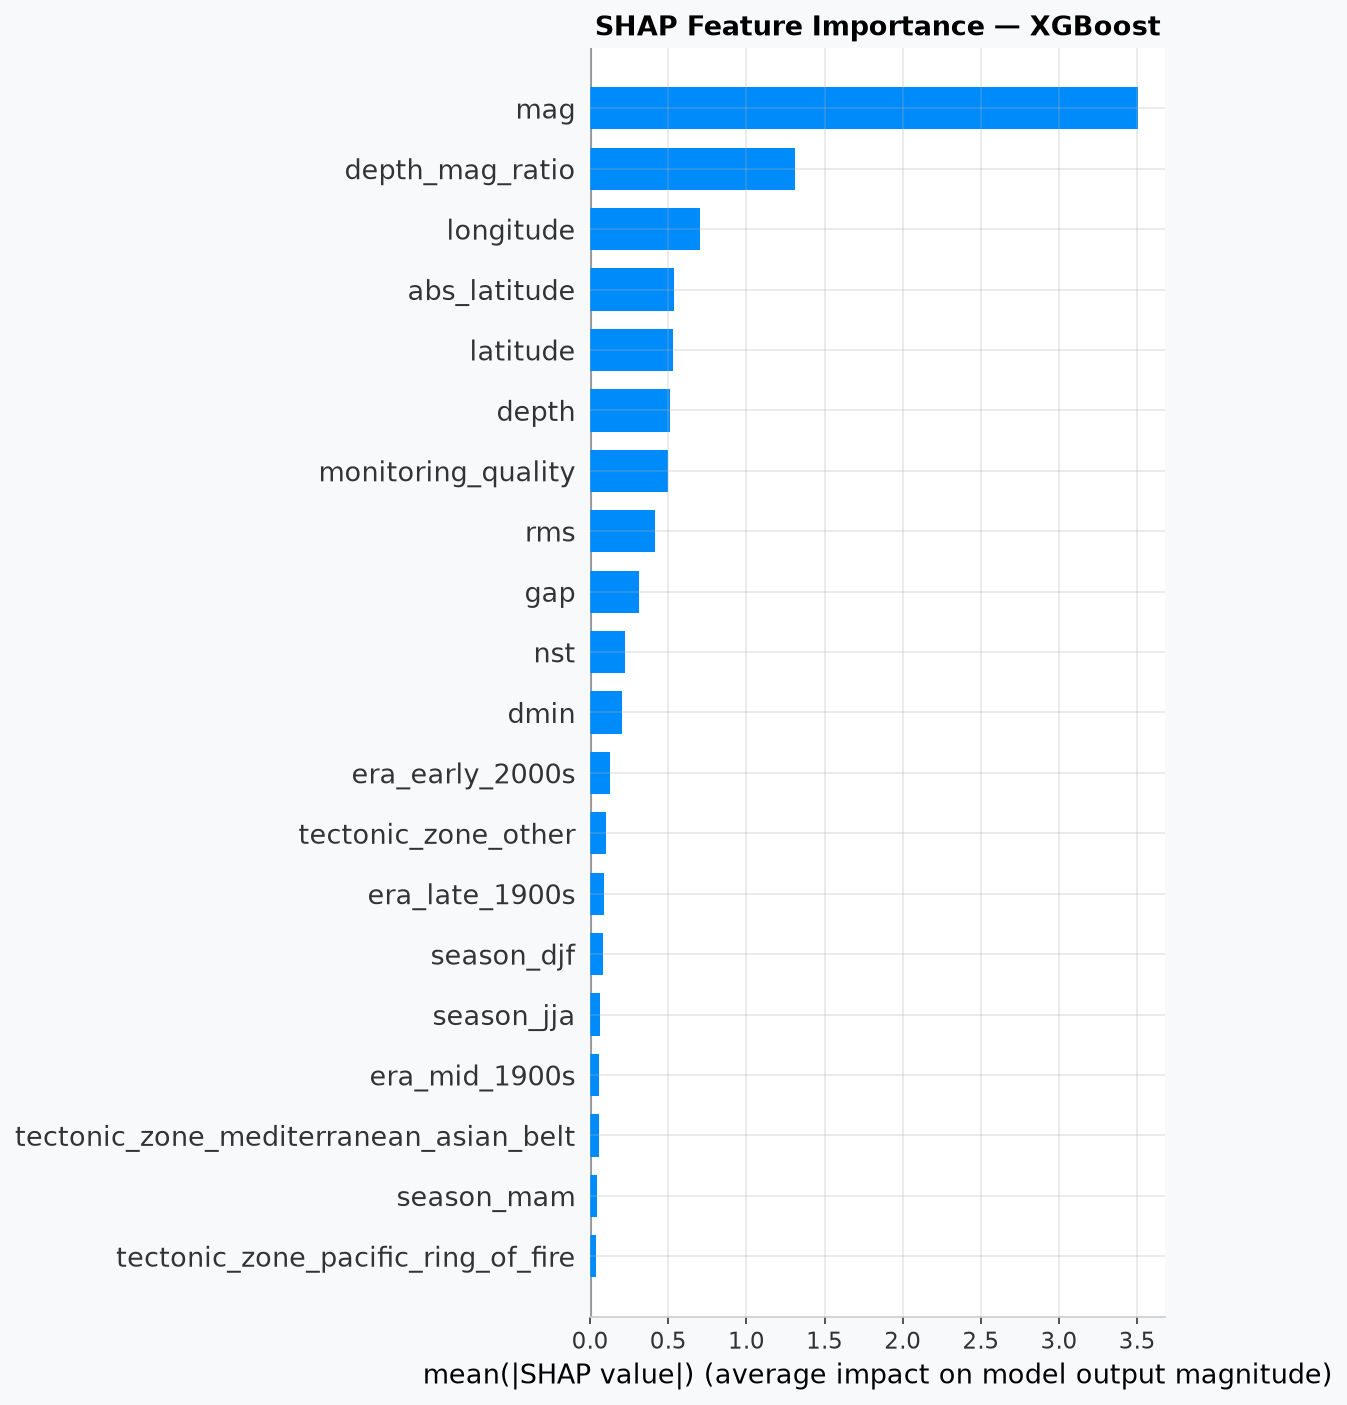 SHAP Feature Importance — XGBoost
mag
depth_mag_ratio
longitude
abs_latitude
latitude
depth
monitoring_quality
rms
gap
nst
dmin
era_early_2000s
tectonic_zone_other
era_late_1900s
season_djf
season_jja
era_mid_1900s
tectonic_zone_mediterranean_asian_belt
season_mam
tectonic_zone_pacific_ring_of_fire
0.0 0.5 1.0 1.5 2.0 2.5 3.0 3.5
mean(|SHAP value|) (average impact on model output magnitude)